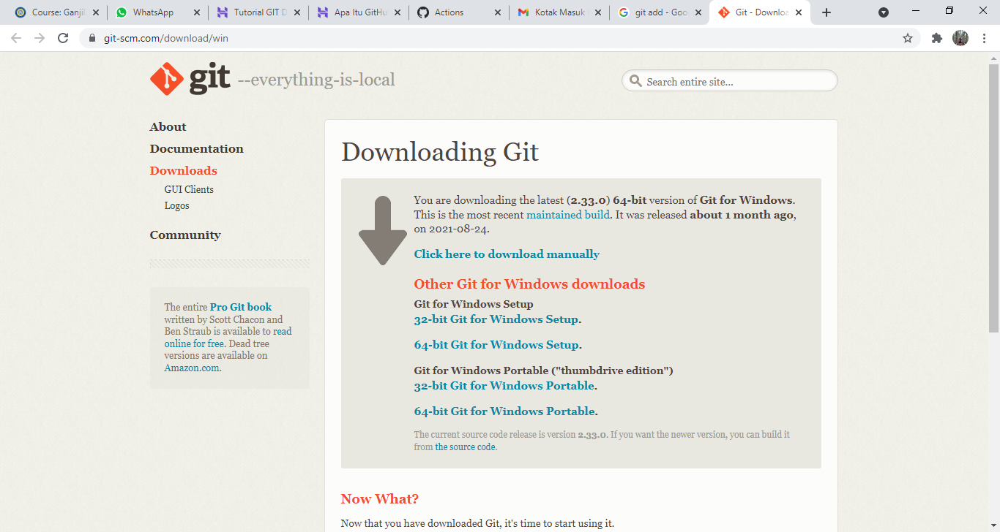 Course: Ganjil
WhatsApp
Tutorial GIT D
Apa Itu GitHu
Actions
Kotak Masuk
git add - Goo
Git - Downloa
git-scm.com/download/win
git --everything-is-local
Search entire site...
About
Documentation
Downloads
GUI Clients
Logos
Community
The entire Pro Git book
written by Scott Chacon and
Ben Straub is available to read
online for free. Dead tree
versions are available on
Amazon.com.
Downloading Git
You are downloading the latest (2.33.0) 64-bit version of Git for Windows.
This is the most recent maintained build. It was released about 1 month ago,
on 2021-08-24.
Click here to download manually
Other Git for Windows downloads
Git for Windows Setup
32-bit Git for Windows Setup.
64-bit Git for Windows Setup.
Git for Windows Portable ("thumbdrive edition")
32-bit Git for Windows Portable.
64-bit Git for Windows Portable.
The current source code release is version 2.33.0. If you want the newer version, you can build it
from the source code.
Now What?
Now that you have downloaded Git, it's time to start using it.